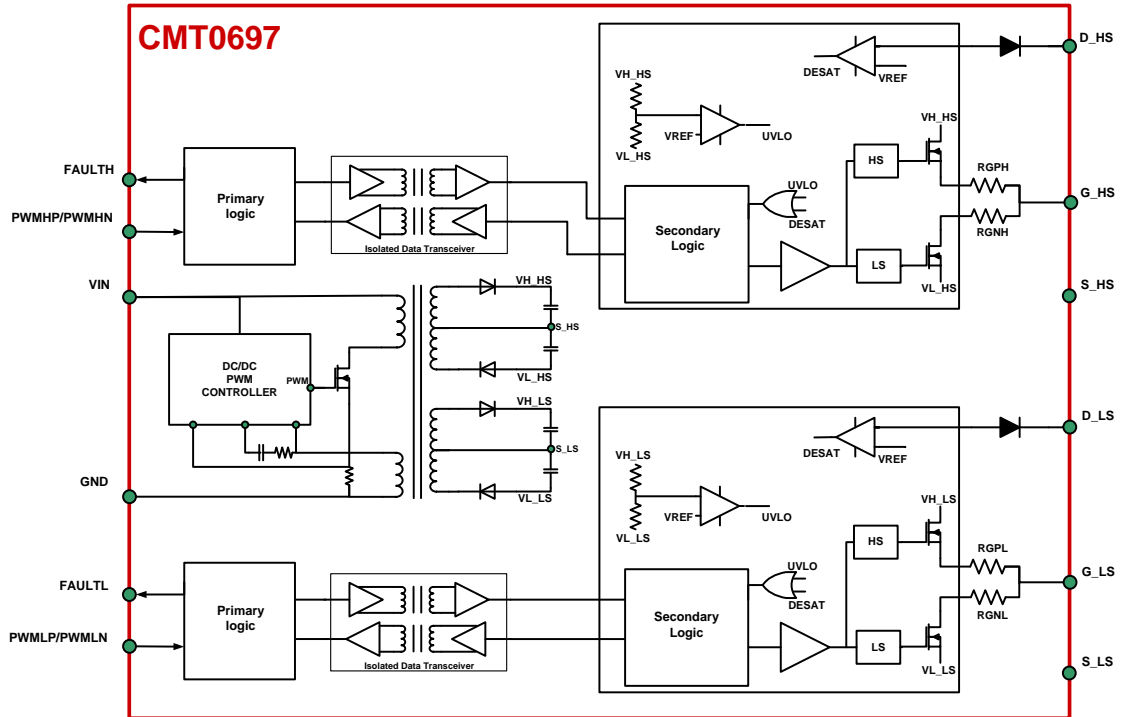 CMT0697
D_HS
DESAT
VREF
VH_HS
VREF
UVLO
VL_HS
VH_HS
HS
RGPH
G_HS
RGNH
LS
VL_HS
UVLO
DESAT
Secondary
Logic
FAULTH
PWMHP/PWMHN
Primary
logic
Isolated Data Transceiver
VIN
S_HS
VH_HS
S_HS
VL_HS
DC/DC
PWM
CONTROLLER
PWM
VH_LS
S_LS
VL_LS
GND
D_LS
DESAT
VREF
VH_LS
VREF
UVLO
VL_LS
VH_LS
HS
RGPL
G_LS
RGNL
LS
VL_LS
UVLO
DESAT
Secondary
Logic
FAULTL
PWMLP/PWMLN
Primary
logic
Isolated Data Transceiver
S_LS